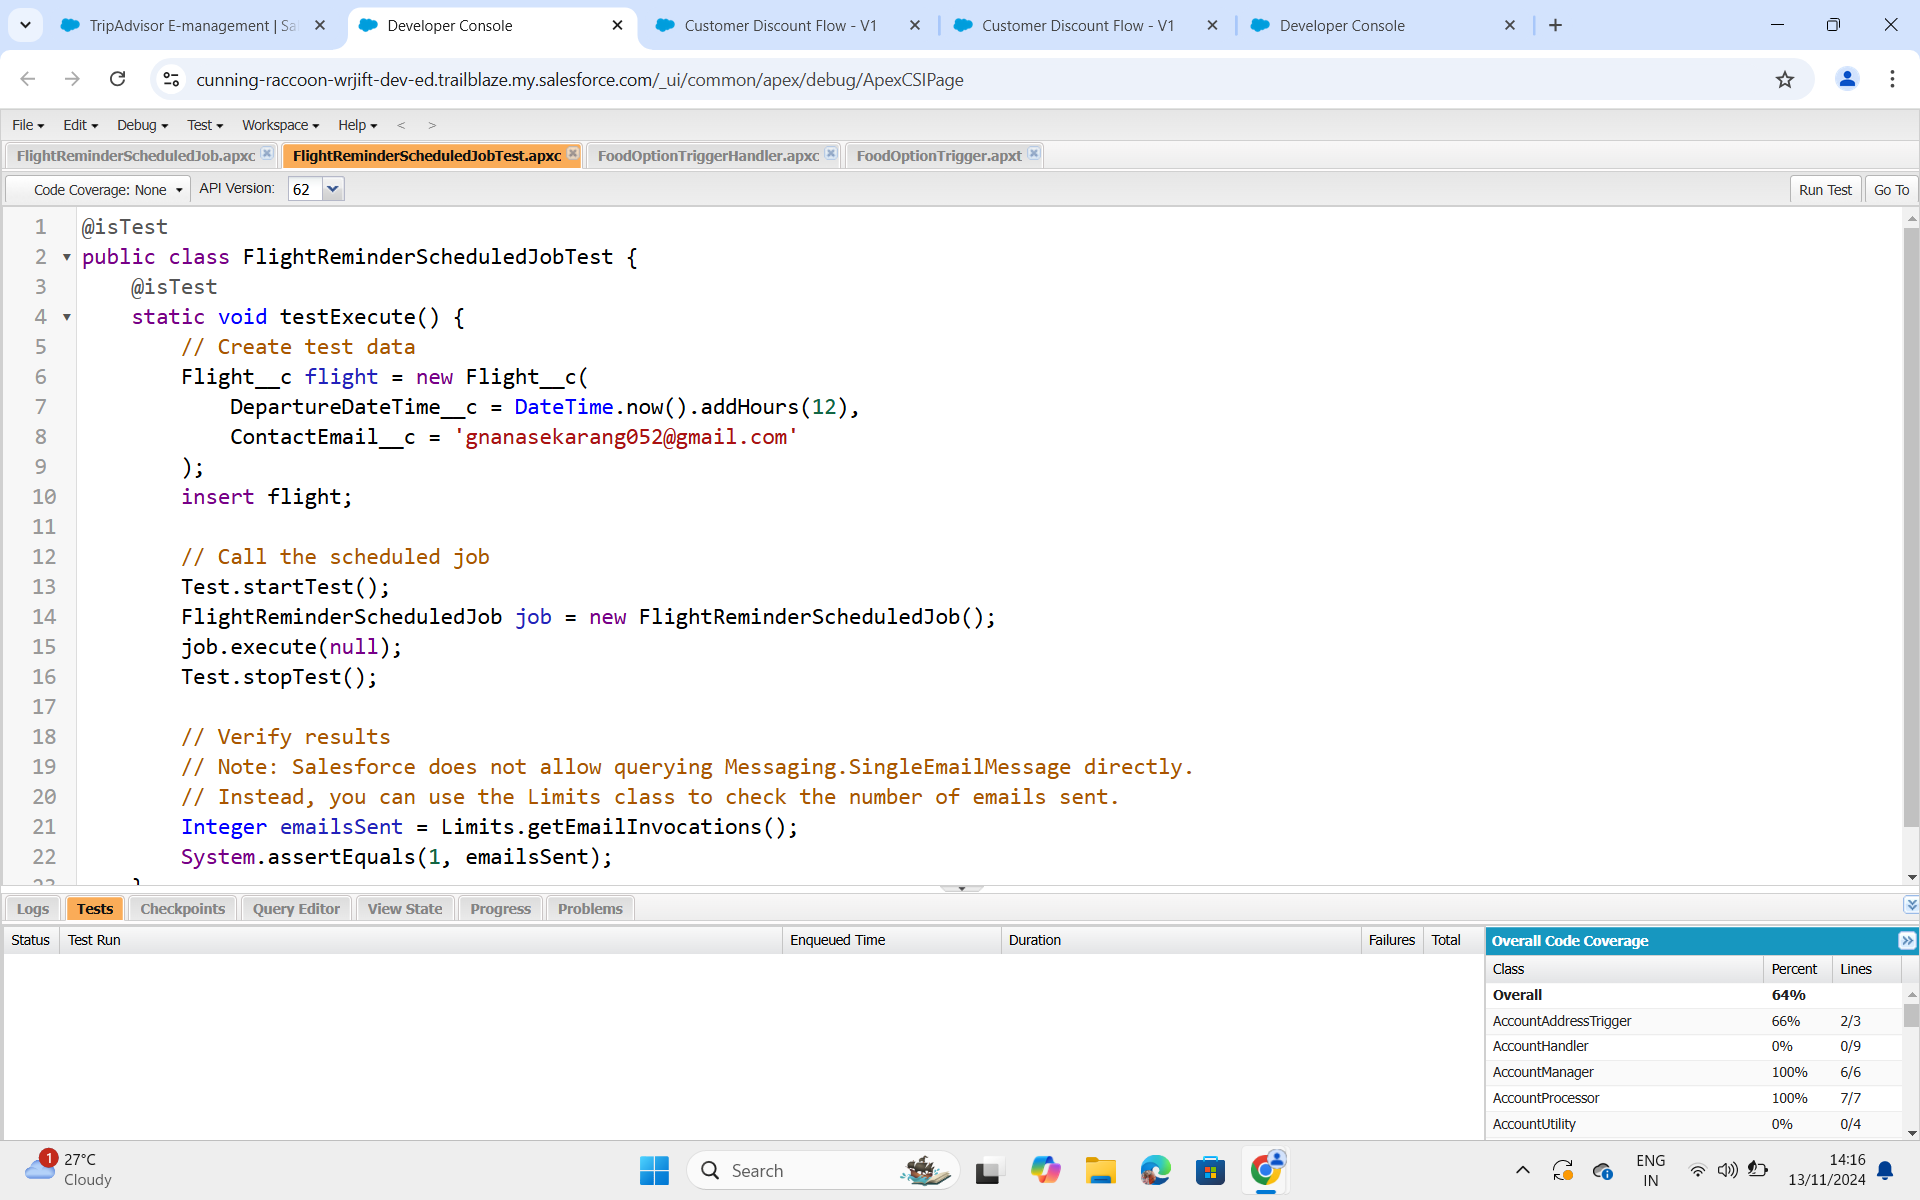 TripAdvisor E-management | Sa
Developer Console
Customer Discount Flow - V1
Customer Discount Flow - V1
Developer Console
cunning-raccoon-wrjift-dev-ed.trailblaze.my.salesforce.com/_ui/common/apex/debug/ApexCSIPage
File Edit Debug Test Workspace Help < >
FlightReminderScheduledJob.apxc FlightReminderScheduledJobTest.apxc FoodOptionTriggerHandler.apxc FoodOptionTrigger.apxt
Code Coverage: None API Version: 62 Run Test Go To
1 @isTest
2 public class FlightReminderScheduledJobTest {
3 @isTest
4 static void testExecute() {
5 // Create test data
6 Flight__c flight = new Flight__c(
7 DepartureDateTime__c = DateTime.now().addHours(12),
8 ContactEmail__c = 'gnanasekarang052@gmail.com'
9 );
10 insert flight;
11
12 // Call the scheduled job
13 Test.startTest();
14 FlightReminderScheduledJob job = new FlightReminderScheduledJob();
15 job.execute(null);
16 Test.stopTest();
17
18 // Verify results
19 // Note: Salesforce does not allow querying Messaging.SingleEmailMessage directly.
20 // Instead, you can use the Limits class to check the number of emails sent.
21 Integer emailsSent = Limits.getEmailInvocations();
22 System.assertEquals(1, emailsSent);
Logs Tests Checkpoints Query Editor View State Progress Problems
Status Test Run Enqueued Time Duration Failures Total
Overall Code Coverage
Class Percent Lines
Overall 64%
AccountAddressTrigger 66% 2/3
AccountHandler 0% 0/9
AccountManager 100% 6/6
AccountProcessor 100% 7/7
AccountUtility 0% 0/4
1
27°C
Cloudy
Search
ENG
IN
14:16
13/11/2024